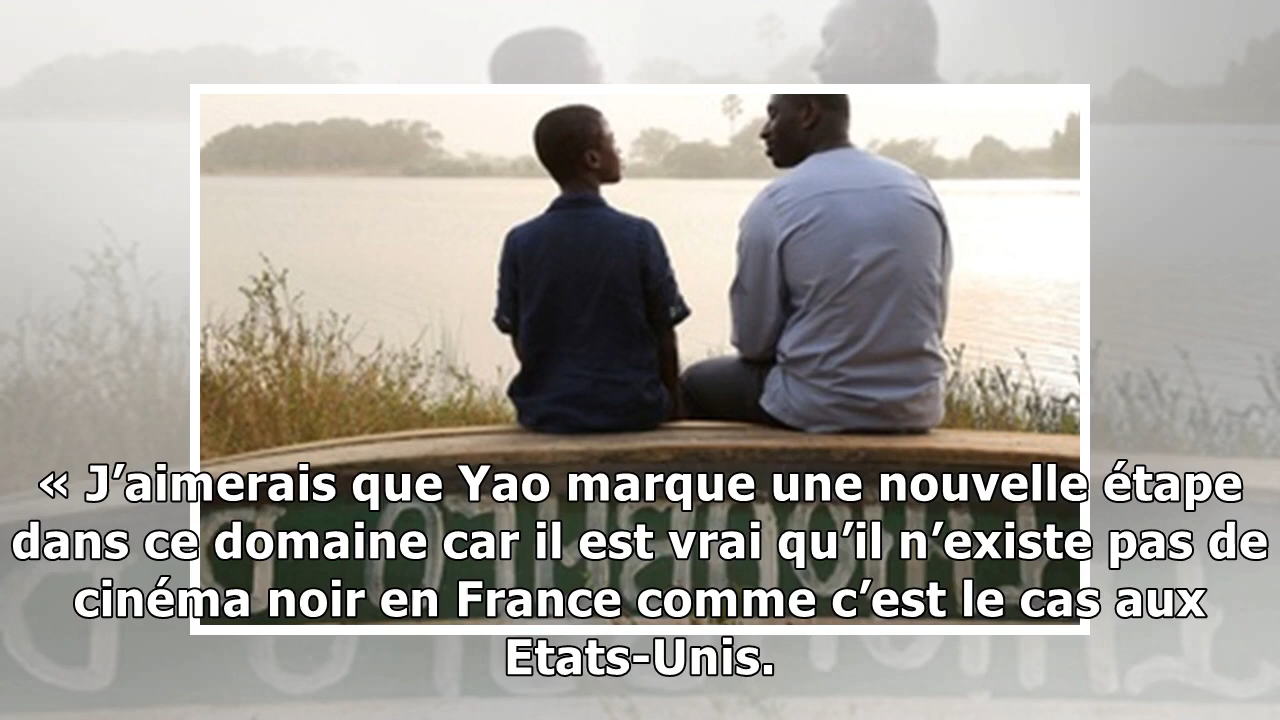 « J’aimerais que Yao marque une nouvelle étape
dans ce domaine car il est vrai qu’il n’existe pas de
cinéma noir en France comme c’est le cas aux
Etats-Unis.